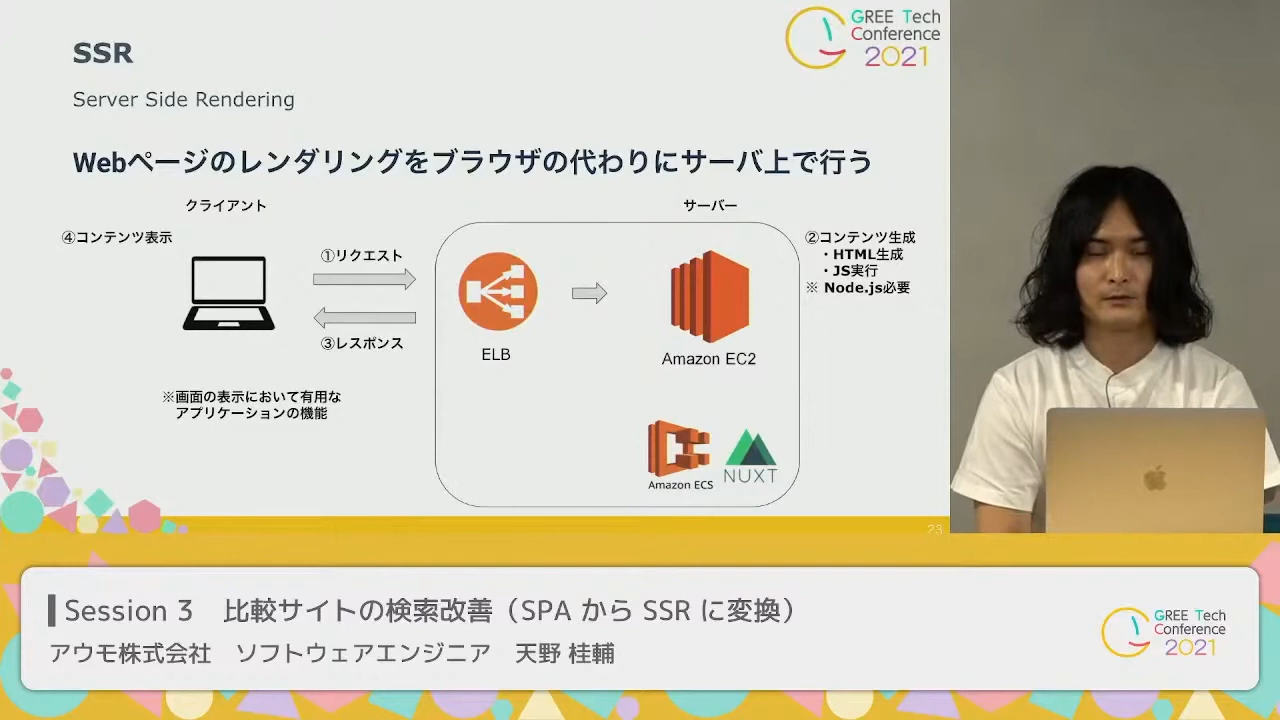 SSR
Server Side Rendering
GREE Tech
Conference
2021
Webページのレンダリングをブラウザの代わりにサーバ上で行う
クライアント
サーバー
④コンテンツ表示
①リクエスト
③レスポンス
②コンテンツ生成
・HTML生成
・JS実行
※ Node.js必要
ELB
Amazon EC2
※画面の表示において有用な
アプリケーションの機能
Amazon ECS
NUXT
23
Session 3　比較サイトの検索改善（SPA から SSR に変換）
アウモ株式会社　ソフトウェアエンジニア　天野 桂輔
GREE Tech
Conference
2021